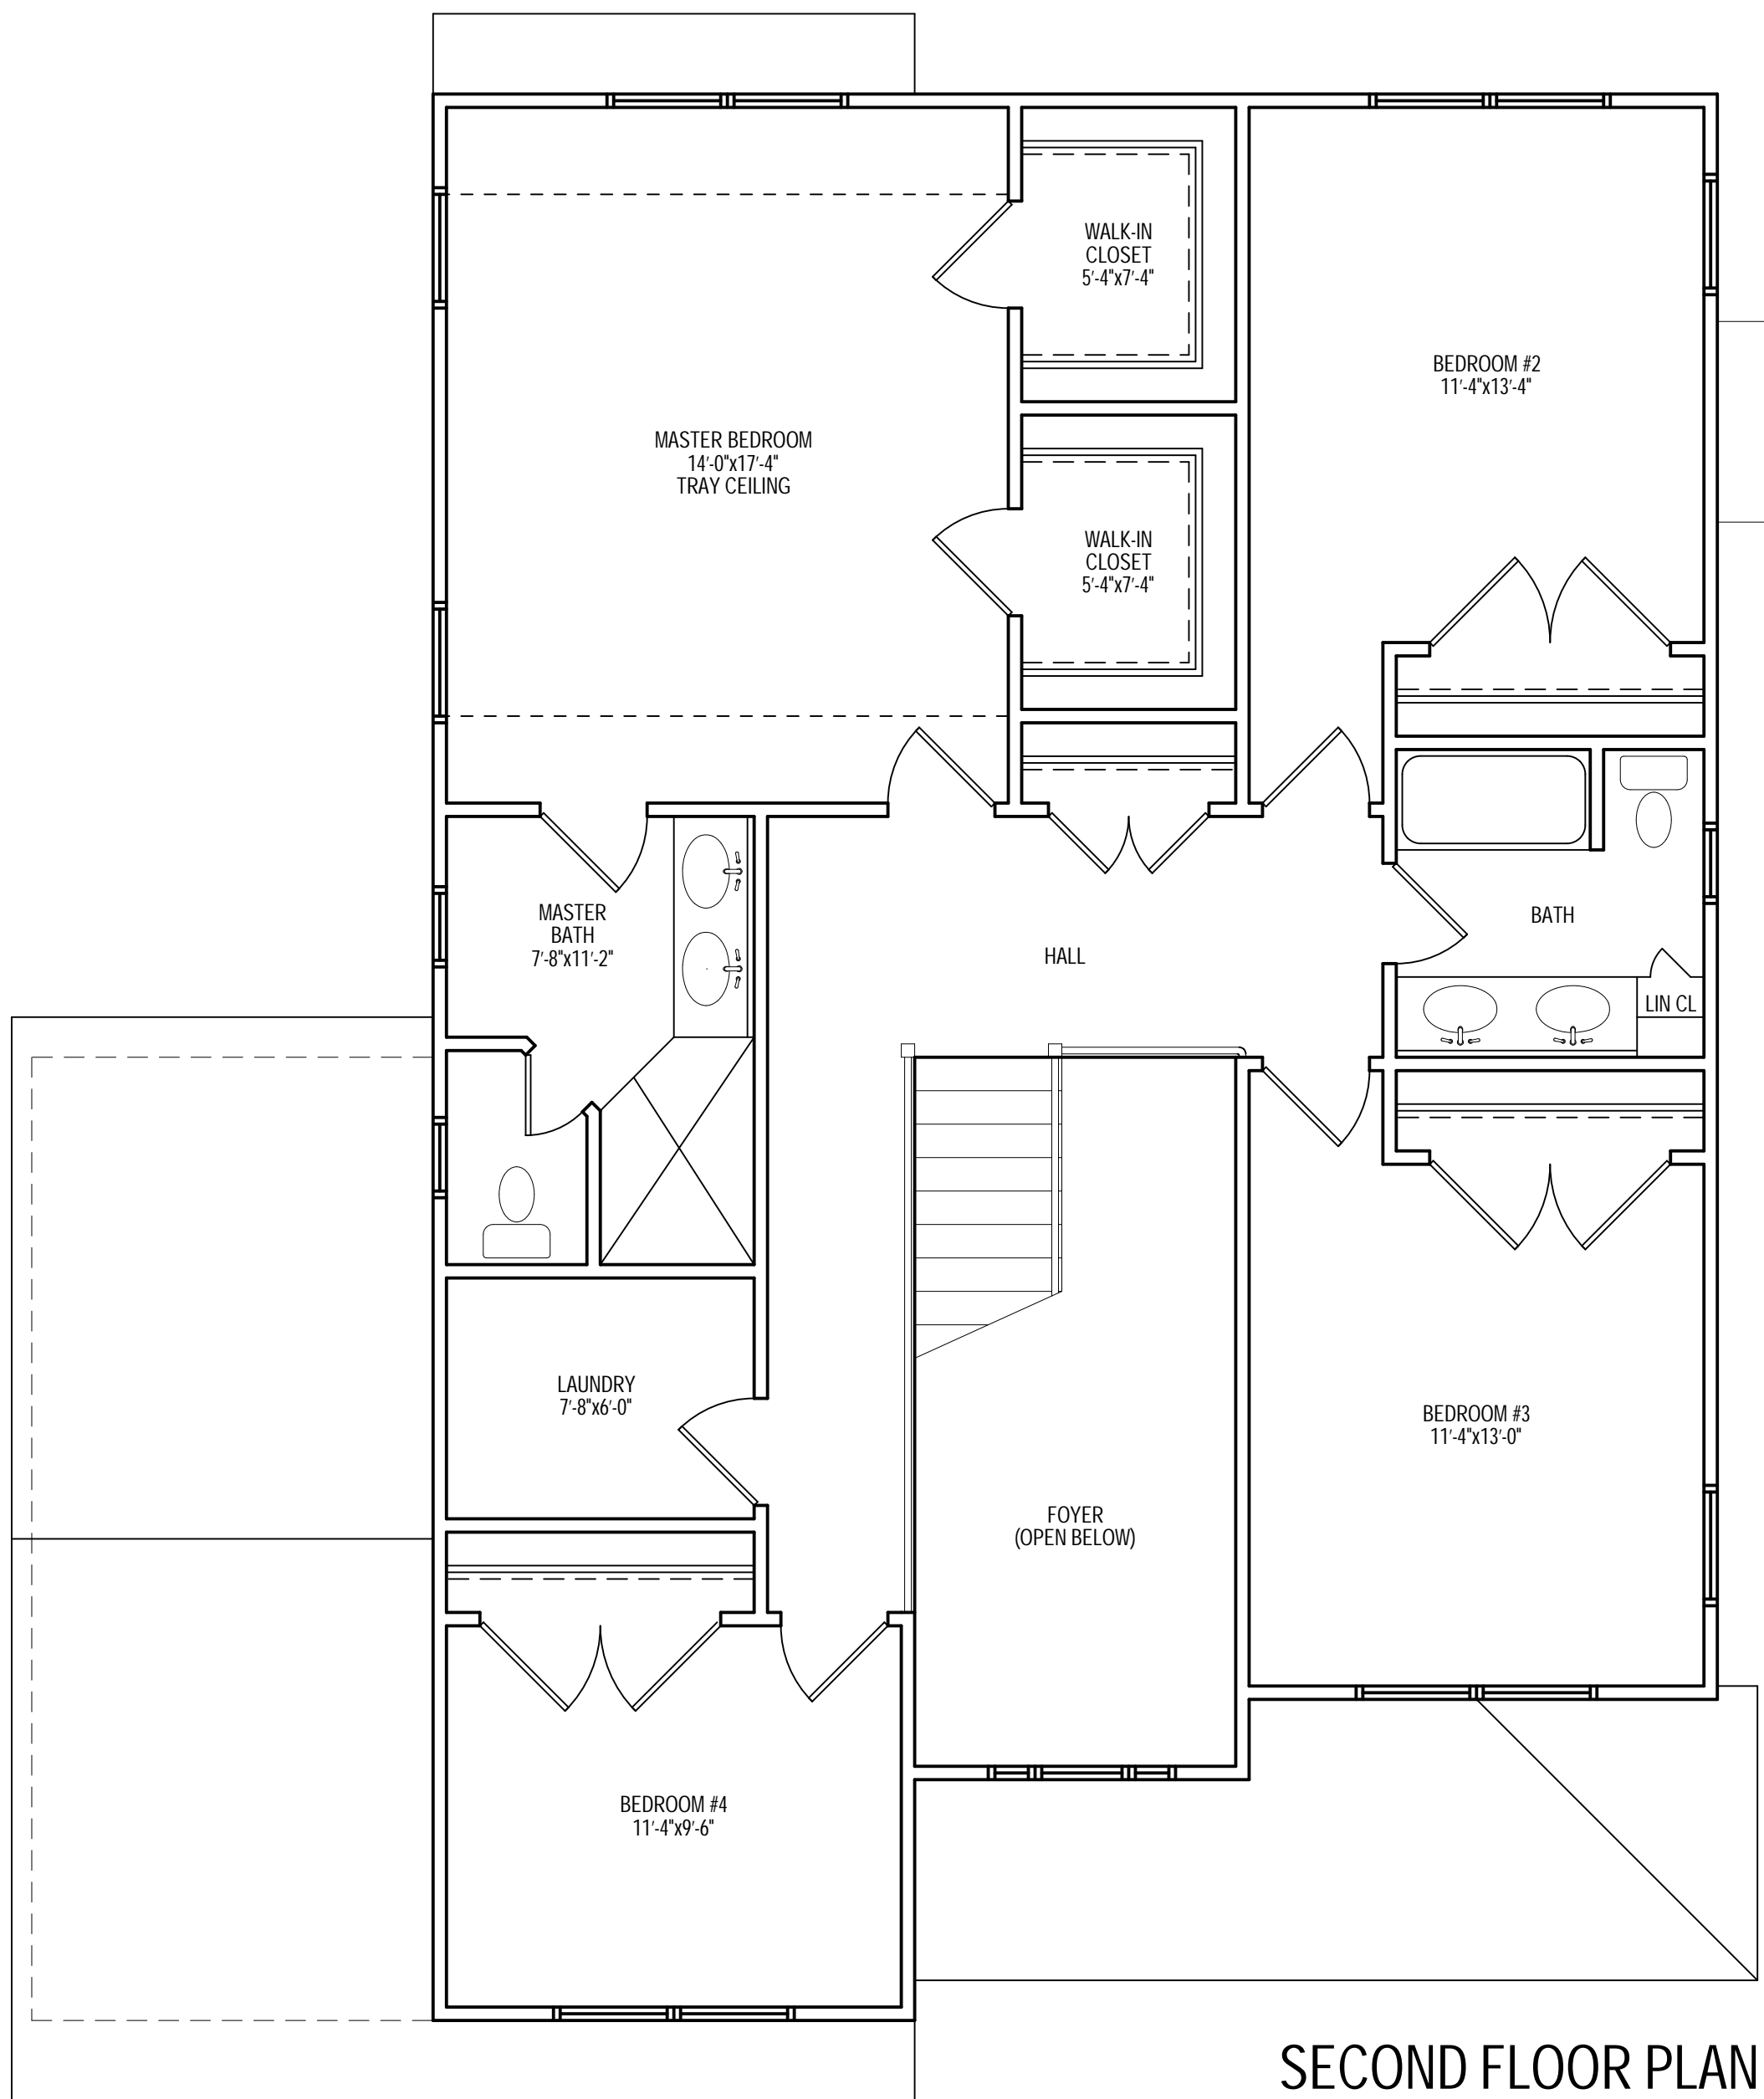 WALK-IN
CLOSET
5'-4"x7'-4"
BEDROOM #2
11'-4"x13'-4"
MASTER BEDROOM
14'-0"x17'-4"
TRAY CEILING
WALK-IN
CLOSET
5'-4"x7'-4"
MASTER
BATH
7'-8"x11'-2"
HALL
BATH
LIN CL
LAUNDRY
7'-8"x6'-0"
BEDROOM #3
11'-4"x13'-0"
FOYER
(OPEN BELOW)
BEDROOM #4
11'-4"x9'-6"
SECOND FLOOR PLAN